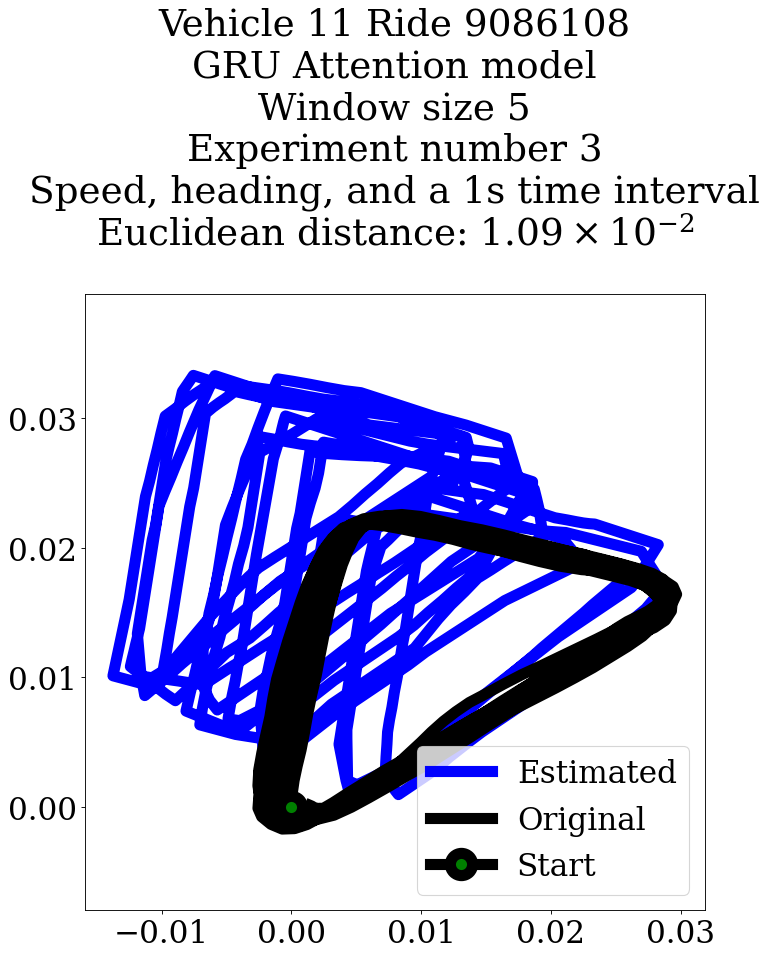 Vehicle 11 Ride 9086108
GRU Attention model
Window size 5
Experiment number 3
Speed, heading, and a 1s time interval
Euclidean distance: 1.09 × 10⁻²
0.03
0.02
0.01
0.00
Estimated
Original
Start
−0.01 0.00 0.01 0.02 0.03